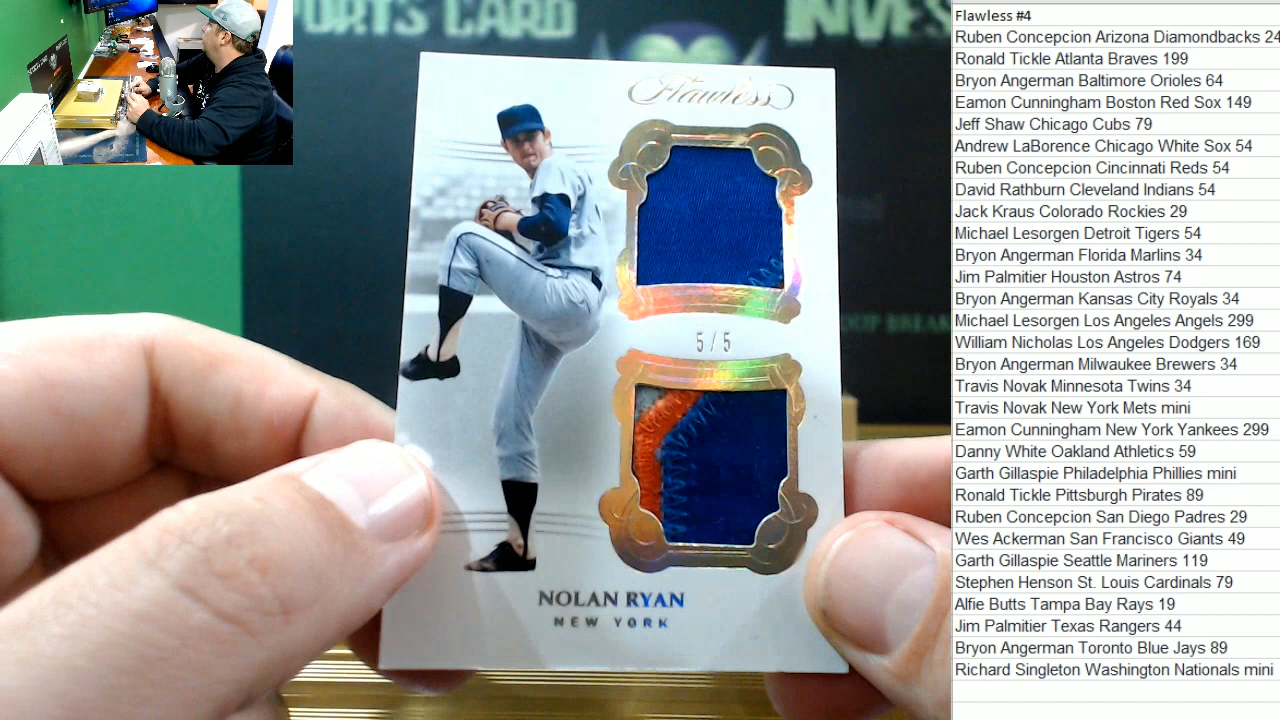 PORTS CARD INVES
Flawless
5/5
NOLAN RYAN
NEW YORK
OUP BREAK
Flawless #4
Ruben Concepcion Arizona Diamondbacks 24
Ronald Tickle Atlanta Braves 199
Bryon Angerman Baltimore Orioles 64
Eamon Cunningham Boston Red Sox 149
Jeff Shaw Chicago Cubs 79
Andrew LaBorence Chicago White Sox 54
Ruben Concepcion Cincinnati Reds 54
David Rathburn Cleveland Indians 54
Jack Kraus Colorado Rockies 29
Michael Lesorgen Detroit Tigers 54
Bryon Angerman Florida Marlins 34
Jim Palmitier Houston Astros 74
Bryon Angerman Kansas City Royals 34
Michael Lesorgen Los Angeles Angels 299
William Nicholas Los Angeles Dodgers 169
Bryon Angerman Milwaukee Brewers 34
Travis Novak Minnesota Twins 34
Travis Novak New York Mets mini
Eamon Cunningham New York Yankees 299
Danny White Oakland Athletics 59
Garth Gillaspie Philadelphia Phillies mini
Ronald Tickle Pittsburgh Pirates 89
Ruben Concepcion San Diego Padres 29
Wes Ackerman San Francisco Giants 49
Garth Gillaspie Seattle Mariners 119
Stephen Henson St. Louis Cardinals 79
Alfie Butts Tampa Bay Rays 19
Jim Palmitier Texas Rangers 44
Bryon Angerman Toronto Blue Jays 89
Richard Singleton Washington Nationals mini